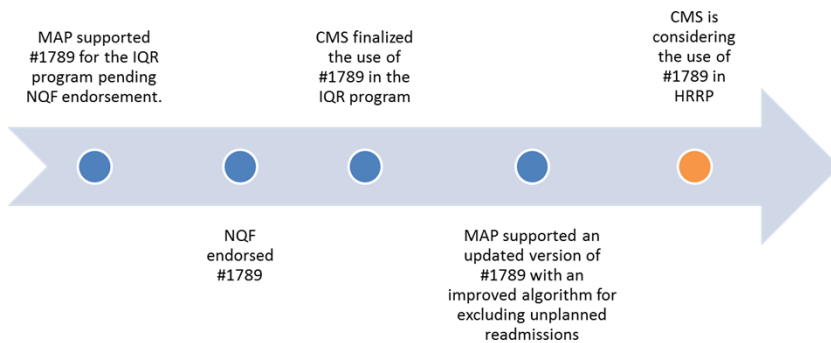 MAP supported
#1789 for the IQR
program pending
NQF endorsement.
NQF
endorsed
#1789
CMS finalized
the use of
#1789 in the
IQR program
MAP supported an
updated version of
#1789 with an
improved algorithm for
excluding unplanned
readmissions
CMS is
considering
the use of
#1789 in
HRRP